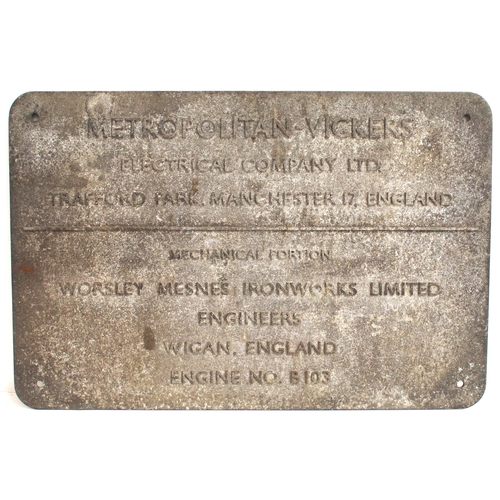 METROPOLITAN-VICKERS
ELECTRICAL COMPANY LTD.
TRAFFORD PARK, MANCHESTER 17, ENGLAND
MECHANICAL PORTION
WORSLEY MESNES IRONWORKS LIMITED
ENGINEERS
WIGAN, ENGLAND
ENGINE NO. B103